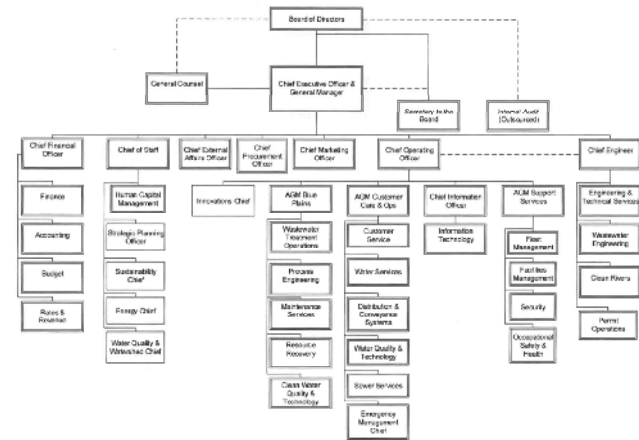 Board of Directors
General Counsel
Chief Executive Officer &
General Manager
Secretary to the
Board
Internal Audit
(Outsourced)
Chief Financial
Officer
Chief of Staff
Chief External
Affairs Officer
Chief
Procurement
Officer
Chief Marketing
Officer
Chief Operating
Officer
Chief Engineer
Finance
Accounting
Budget
Rates &
Revenue
Human Capital
Management
Strategic Planning
Officer
Sustainability
Chief
Energy Chief
Water Quality &
Watershed Chief
Innovations Chief
AGM Blue
Plains
Wastewater
Treatment
Operations
Process
Engineering
Maintenance
Services
Resource
Recovery
Clean Water
Quality &
Technology
AGM Customer
Care & Ops
Customer
Service
Water Services
Distribution &
Conveyance
Systems
Water Quality &
Technology
Sewer Services
Emergency
Management
Chief
Chief Information
Officer
Information
Technology
AGM Support
Services
Fleet
Management
Facilities
Management
Security
Occupational
Safety &
Health
Engineering &
Technical Services
Wastewater
Engineering
Clean Rivers
Permit
Operations